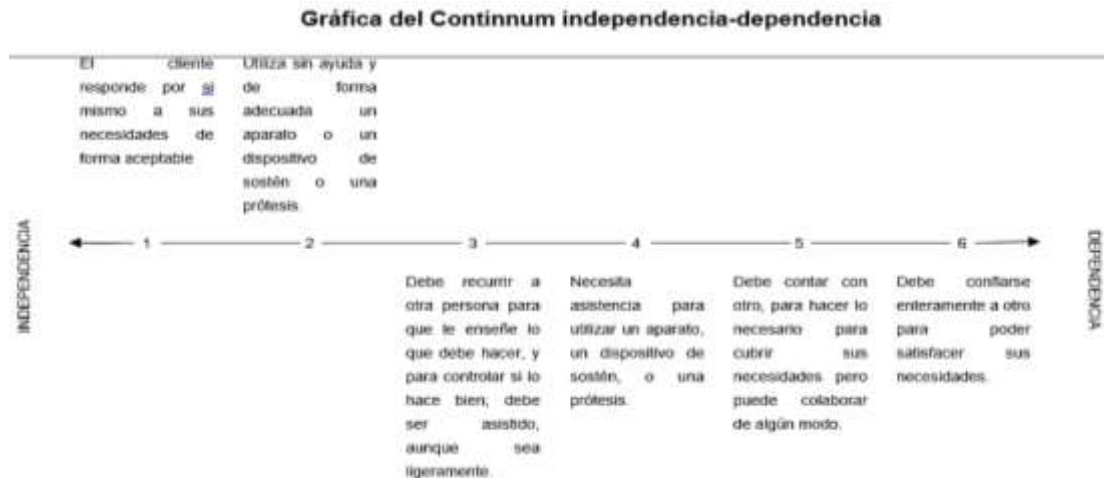 Gráfica del Continnum independencia-dependencia
El cliente
responde por si
mismo a sus
necesidades de
forma aceptable
Utiliza sin ayuda y
de forma
adecuada un
aparato o un
dispositivo de
sostén o una
prótesis.
INDEPENDENCIA
1 2 3 4 5 6
DEPENDENCIA
Debe recurrir a
otra persona para
que le enseñe lo
que debe hacer, y
para controlar si lo
hace bien, debe
ser asistido,
aunque sea
ligeramente.
Necesita
asistencia para
utilizar un aparato,
un dispositivo de
sostén, o una
prótesis.
Debe contar con
otro, para hacer lo
necesario para
cubrir sus
necesidades pero
puede colaborar
de algún modo.
Debe confiarse
enteramente a otro
para poder
satisfacer sus
necesidades.